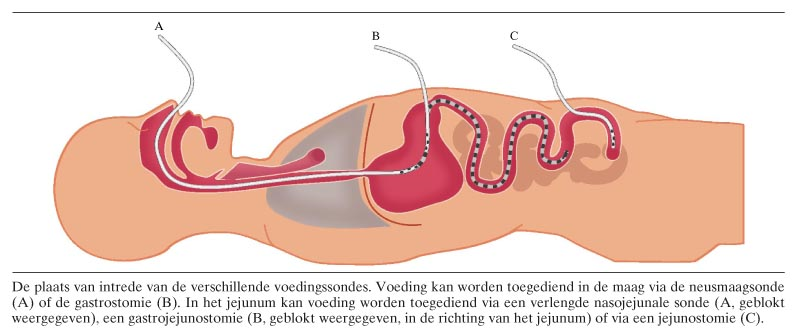 A
B
C
De plaats van intrede van de verschillende voedingssondes. Voeding kan worden toegediend in de maag via de neusmaagsonde
(A) of de gastrostomie (B). In het jejunum kan voeding worden toegediend via een verlengde nasojejunale sonde (A, geblokt
weergegeven), een gastrojejunostomie (B, geblokt weergegeven, in de richting van het jejunum) of via een jejunostomie (C).